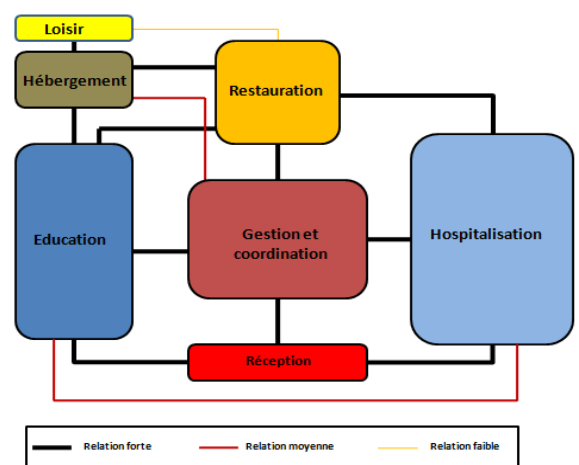 Loisir
Hébergement
Restauration
Education
Gestion et
coordination
Hospitalisation
Réception
Relation forte
Relation moyenne
Relation faible